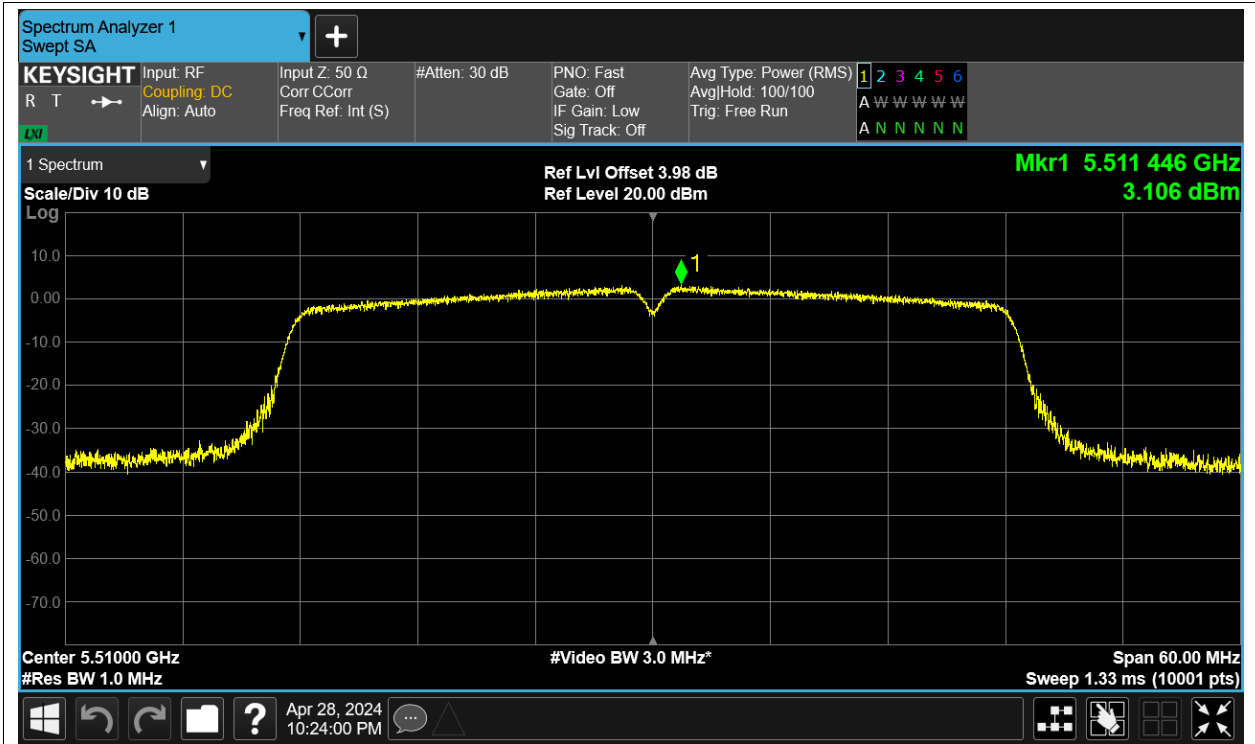 Spectrum Analyzer 1
Swept SA
+
KEYSIGHT
R T
LXI
Input: RF
Coupling: DC
Align: Auto
Input Z: 50 Ω
Corr CCorr
Freq Ref: Int (S)
#Atten: 30 dB
PNO: Fast
Gate: Off
IF Gain: Low
Sig Track: Off
Avg Type: Power (RMS)
Avg|Hold: 100/100
Trig: Free Run
1 2 3 4 5 6
A W W W W W
A N N N N N
1 Spectrum
Scale/Div 10 dB
Log
Ref Lvl Offset 3.98 dB
Ref Level 20.00 dBm
Mkr1 5.511 446 GHz
3.106 dBm
1
10.0
0.00
-10.0
-20.0
-30.0
-40.0
-50.0
-60.0
-70.0
Center 5.51000 GHz
#Res BW 1.0 MHz
#Video BW 3.0 MHz*
Span 60.00 MHz
Sweep 1.33 ms (10001 pts)
?
Apr 28, 2024
10:24:00 PM